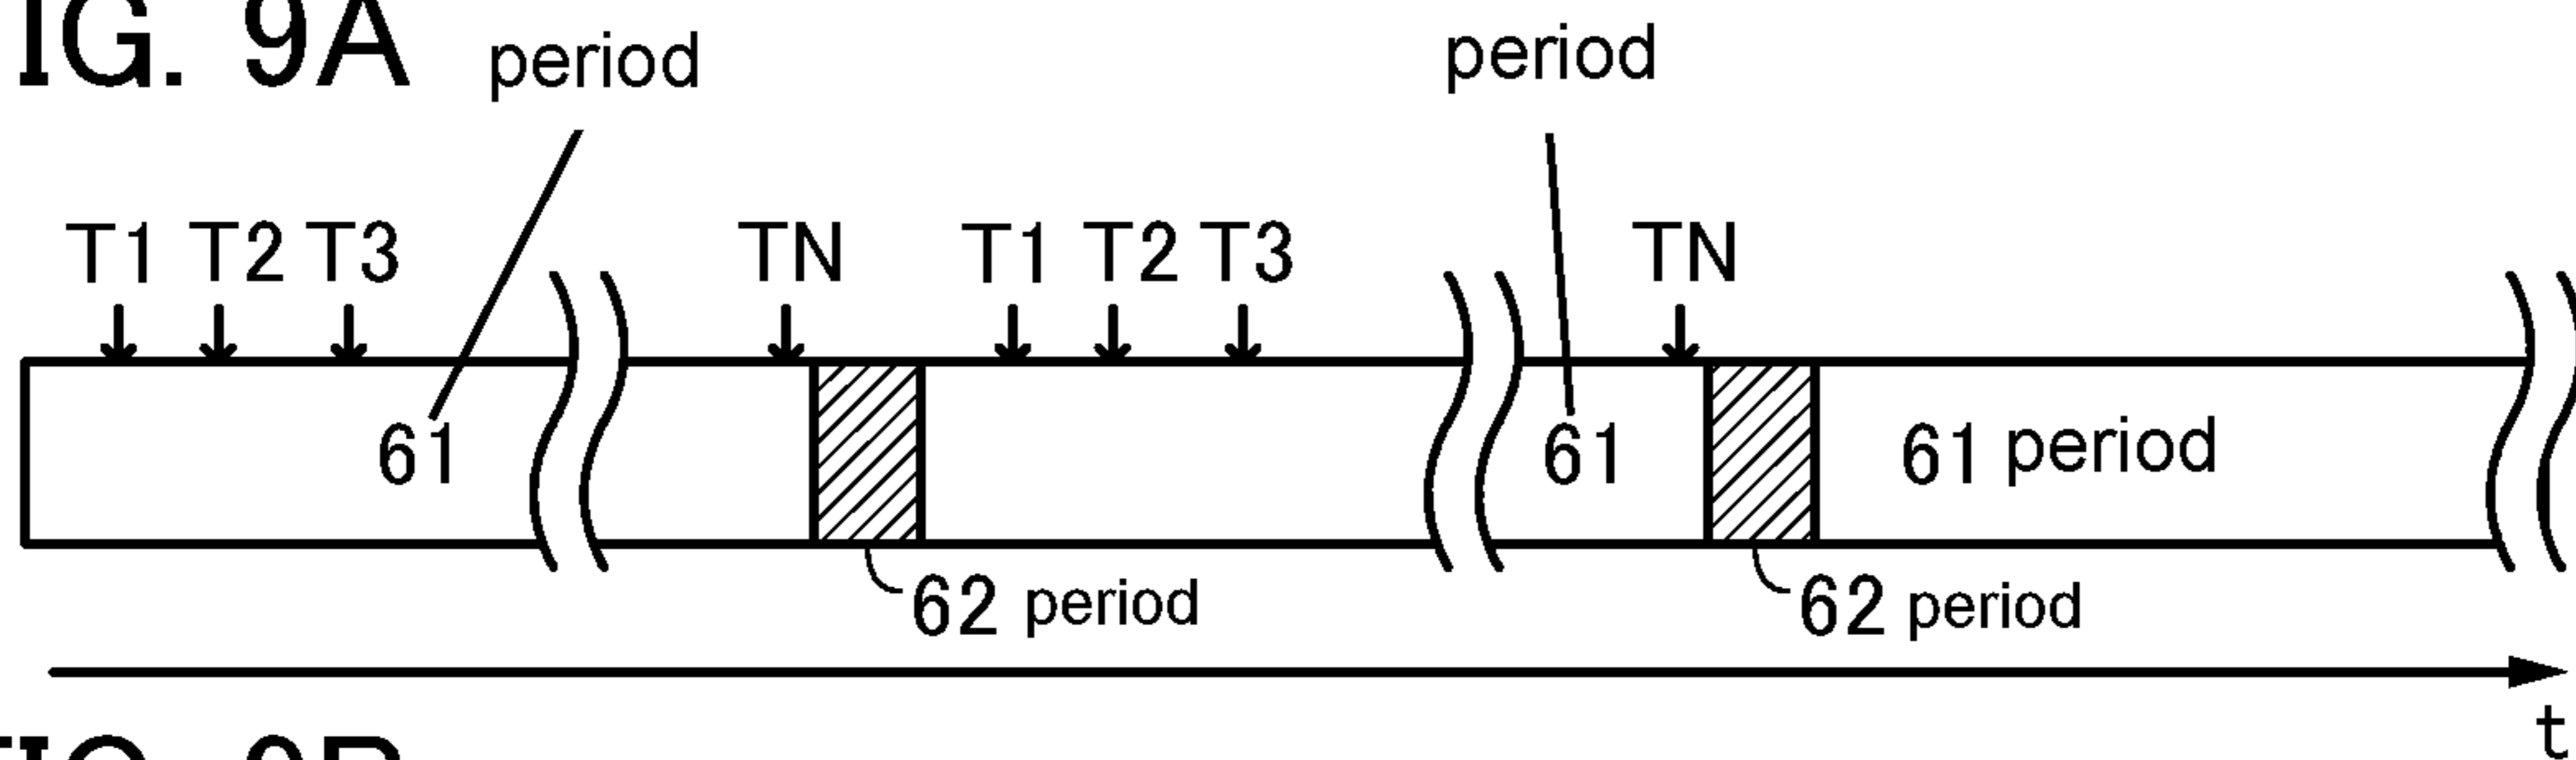 IG. 9A
period period
T1 T2 T3 TN T1 T2 T3 TN
61 61 61 period
62 period 62 period
t